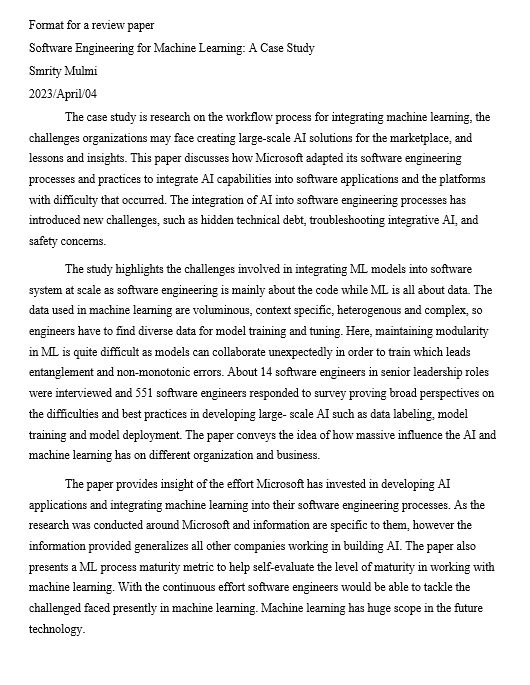 Format for a review paper
Software Engineering for Machine Learning: A Case Study
Smrity Mulmi
2023/April/04
The case study is research on the workflow process for integrating machine learning, the
challenges organizations may face creating large-scale AI solutions for the marketplace, and
lessons and insights. This paper discusses how Microsoft adapted its software engineering
processes and practices to integrate AI capabilities into software applications and the platforms
with difficulty that occurred. The integration of AI into software engineering processes has
introduced new challenges, such as hidden technical debt, troubleshooting integrative AI, and
safety concerns.
The study highlights the challenges involved in integrating ML models into software
system at scale as software engineering is mainly about the code while ML is all about data. The
data used in machine learning are voluminous, context specific, heterogenous and complex, so
engineers have to find diverse data for model training and tuning. Here, maintaining modularity
in ML is quite difficult as models can collaborate unexpectedly in order to train which leads
entanglement and non-monotonic errors. About 14 software engineers in senior leadership roles
were interviewed and 551 software engineers responded to survey proving broad perspectives on
the difficulties and best practices in developing large- scale AI such as data labeling, model
training and model deployment. The paper conveys the idea of how massive influence the AI and
machine learning has on different organization and business.
The paper provides insight of the effort Microsoft has invested in developing AI
applications and integrating machine learning into their software engineering processes. As the
research was conducted around Microsoft and information are specific to them, however the
information provided generalizes all other companies working in building AI. The paper also
presents a ML process maturity metric to help self-evaluate the level of maturity in working with
machine learning. With the continuous effort software engineers would be able to tackle the
challenged faced presently in machine learning. Machine learning has huge scope in the future
technology.